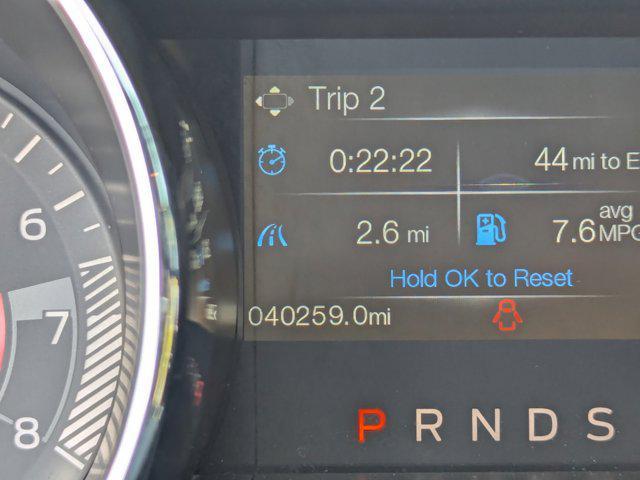 Trip 2
0:22:22
44 mi to E
2.6 mi
7.6 avg MPG
Hold OK to Reset
040259.0mi
6
7
8
P R N D S